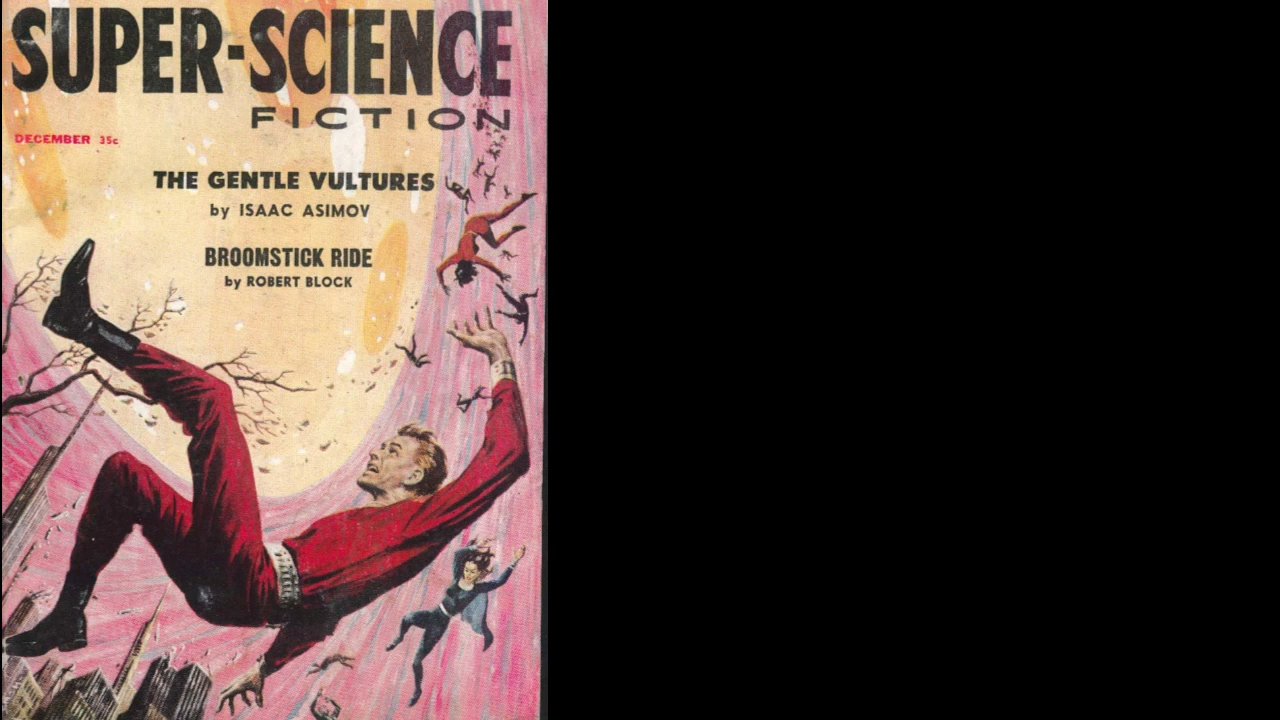 SUPER-SCIENCE
FICTION
DECEMBER 35c
THE GENTLE VULTURES
by ISAAC ASIMOV
BROOMSTICK RIDE
by ROBERT BLOCK